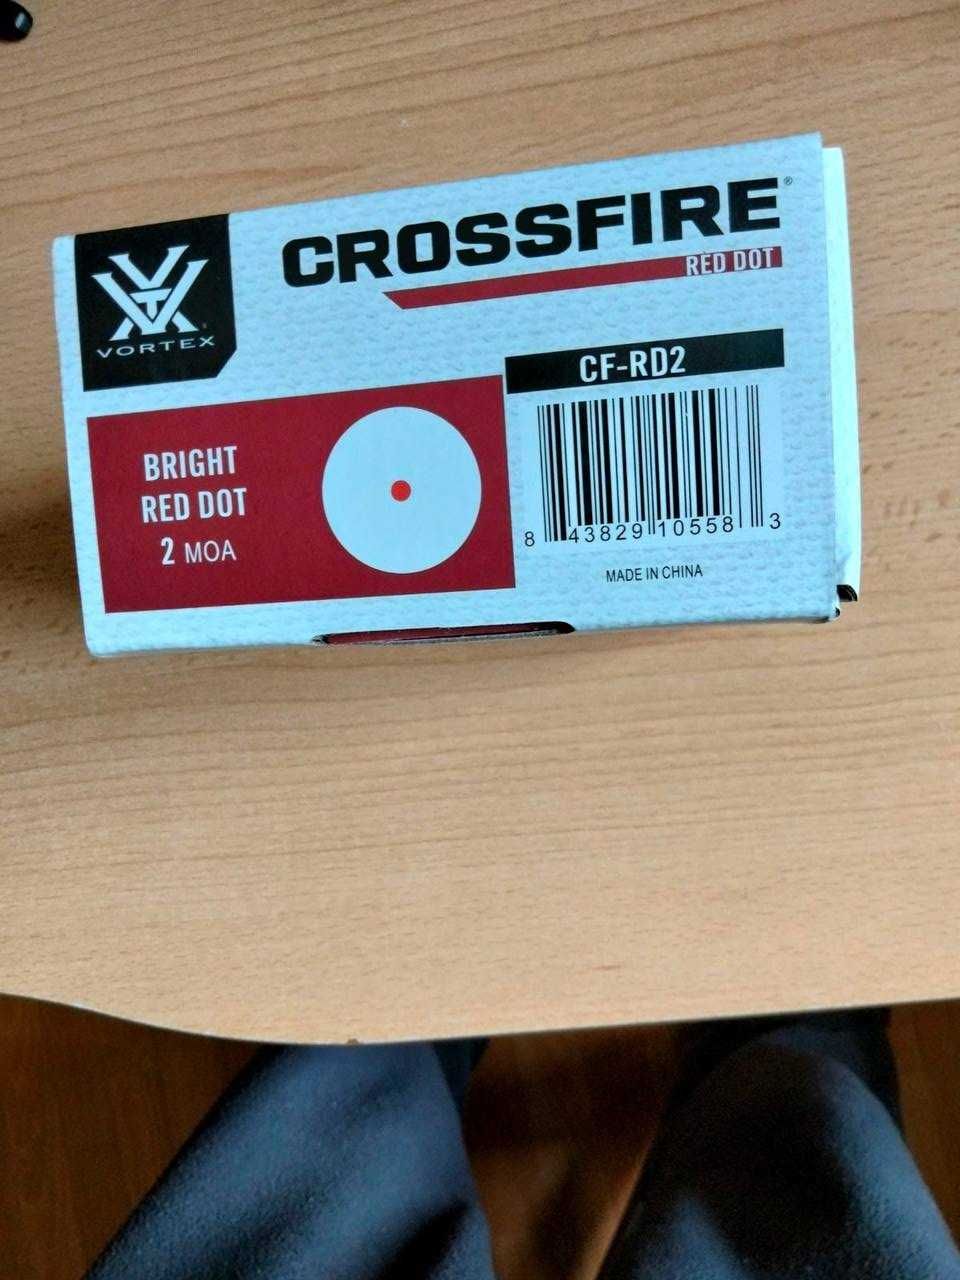 VORTEX
CROSSFIRE®
RED DOT
BRIGHT
RED DOT
2 MOA
CF-RD2
8 43829 10558 3
MADE IN CHINA